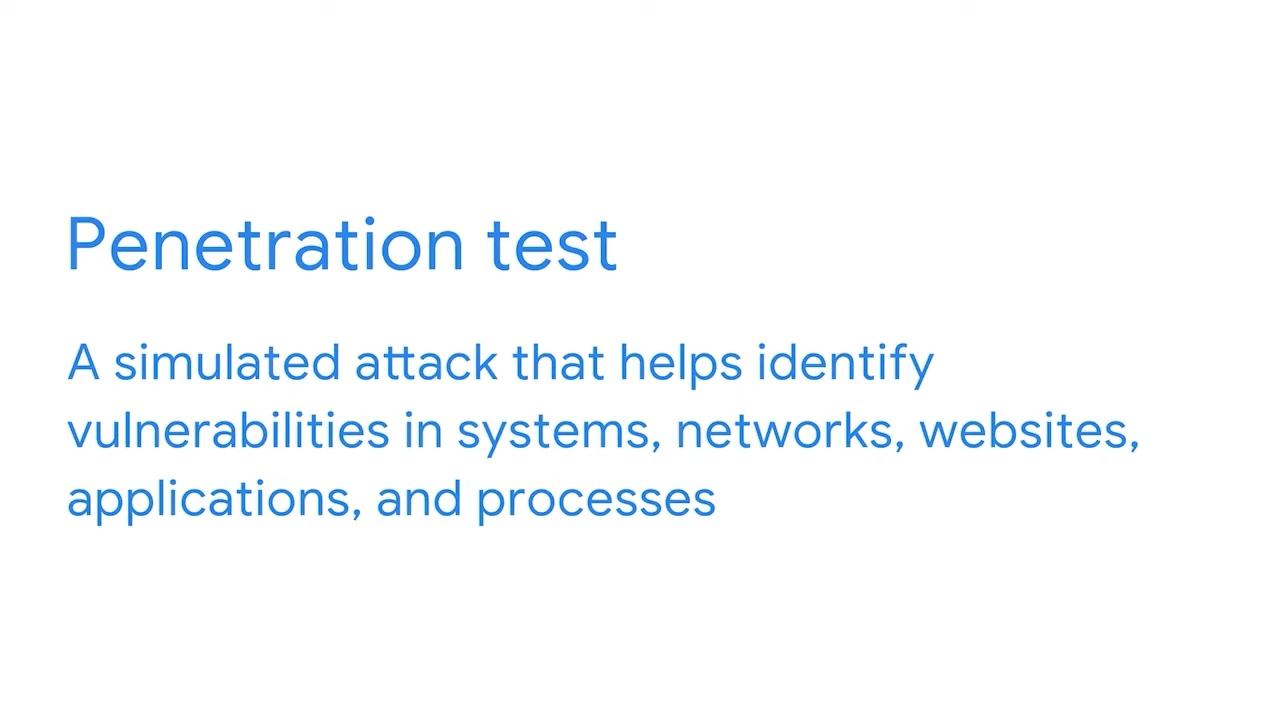 Penetration test
A simulated attack that helps identify
vulnerabilities in systems, networks, websites,
applications, and processes